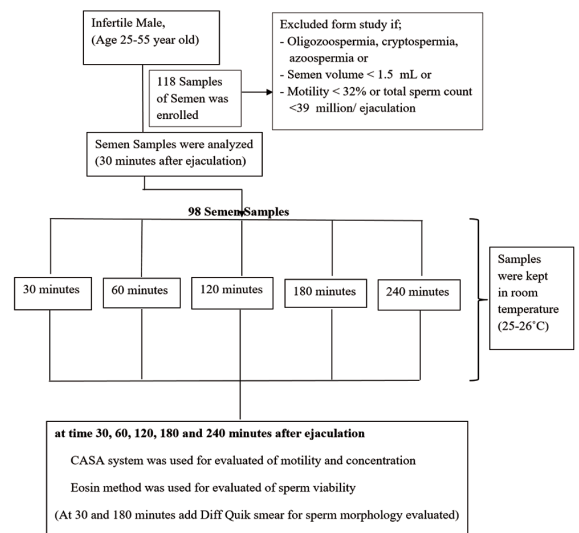 Infertile Male,
(Age 25-55 year old)
Excluded form study if;
- Oligozoospermia, cryptospermia,
azoospermia or
- Semen volume < 1.5 mL or
- Motility < 32% or total sperm count
<39 million/ ejaculation
118 Samples
of Semen was
enrolled
Semen Samples were analyzed
(30 minutes after ejaculation)
98 Semen Samples
30 minutes
60 minutes
120 minutes
180 minutes
240 minutes
Samples
were kept
in room
temperature
(25-26˚C)
at time 30, 60, 120, 180 and 240 minutes after ejaculation
CASA system was used for evaluated of motility and concentration
Eosin method was used for evaluated of sperm viability
(At 30 and 180 minutes add Diff Quik smear for sperm morphology evaluated)